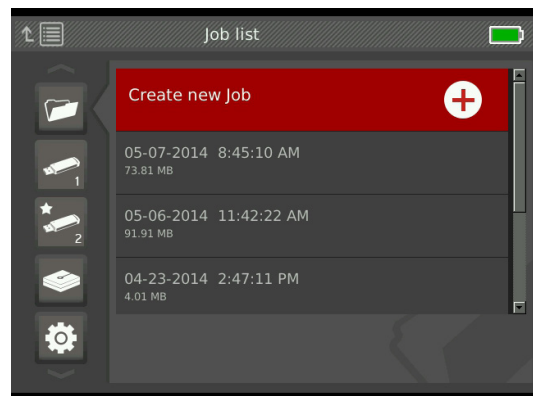 Job list
Create new Job
05-07-2014 8:45:10 AM
73.81 MB
1
05-06-2014 11:42:22 AM
91.91 MB
2
04-23-2014 2:47:11 PM
4.01 MB